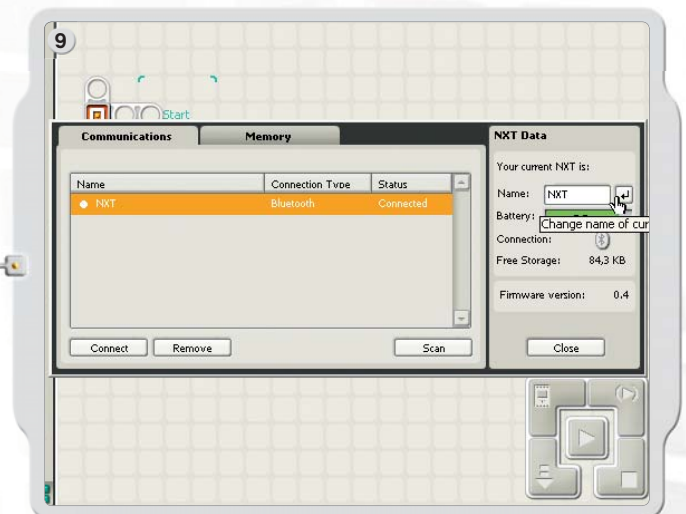 9
Start
Communications
Memory
Name
Connection Type
Status
NXT
Bluetooth
Connected
Connect
Remove
Scan
NXT Data
Your current NXT is:
Name: NXT
Battery:
Change name of cur
Connection:
Free Storage: 84,3 KB
Firmware version: 0.4
Close